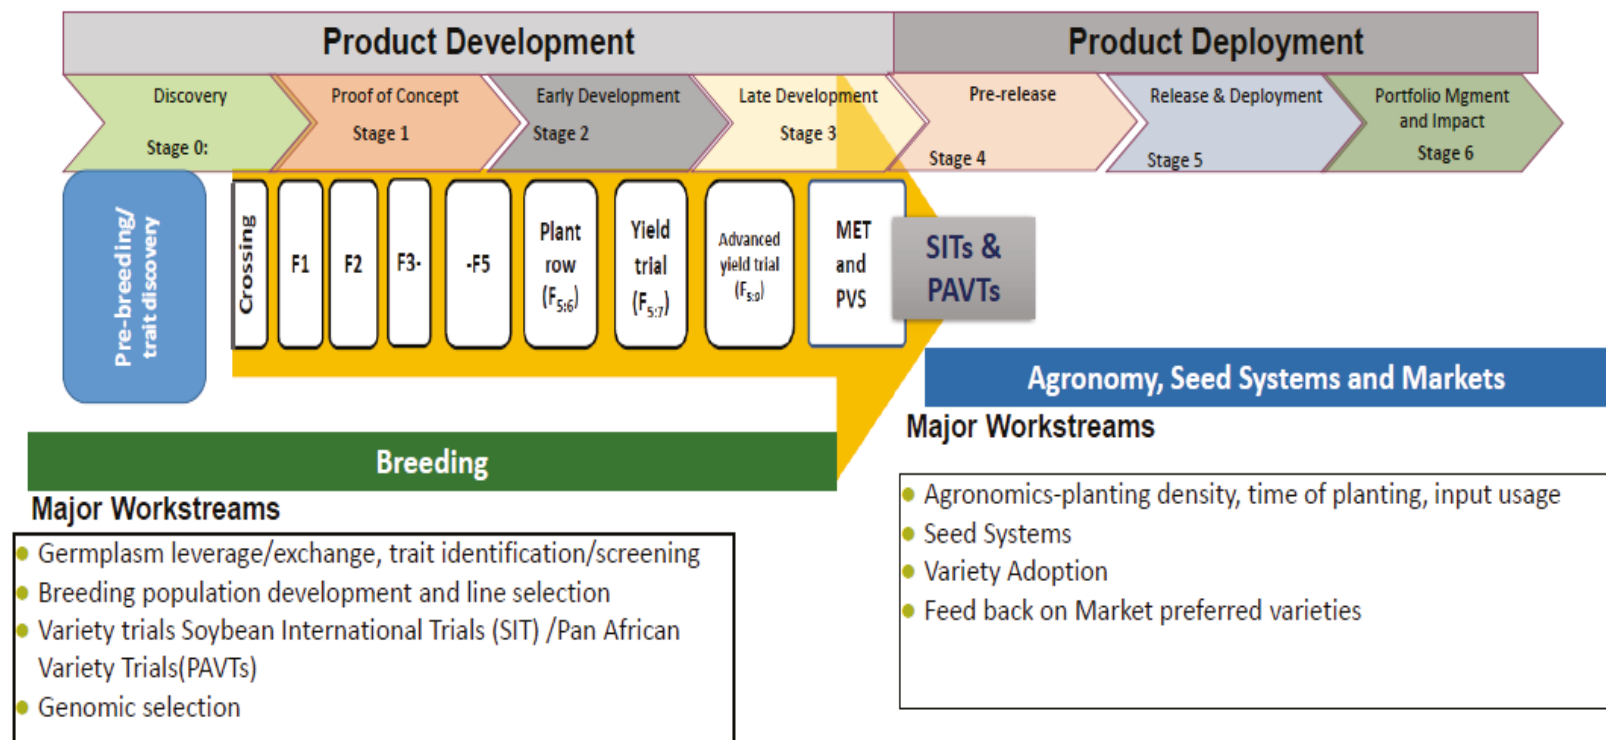 Product Development
Product Deployment
Discovery
Stage 0:
Proof of Concept
Stage 1
Early Development
Stage 2
Late Development
Stage 3
Pre-release
Stage 4
Release & Deployment
Stage 5
Portfolio Mgment
and Impact
Stage 6
Pre-breeding/
trait discovery
Crossing
F1
F2
F3-
-F5
Plant
row
(F5:6)
Yield
trial
(F5:7)
Advanced
yield trial
(F5:9)
MET
and
PVS
SITs &
PAVTs
Agronomy, Seed Systems and Markets
Breeding
Major Workstreams
Germplasm leverage/exchange, trait identification/screening
Breeding population development and line selection
Variety trials Soybean International Trials (SIT) /Pan African
Variety Trials(PAVTs)
Genomic selection
Major Workstreams
Agronomics-planting density, time of planting, input usage
Seed Systems
Variety Adoption
Feed back on Market preferred varieties